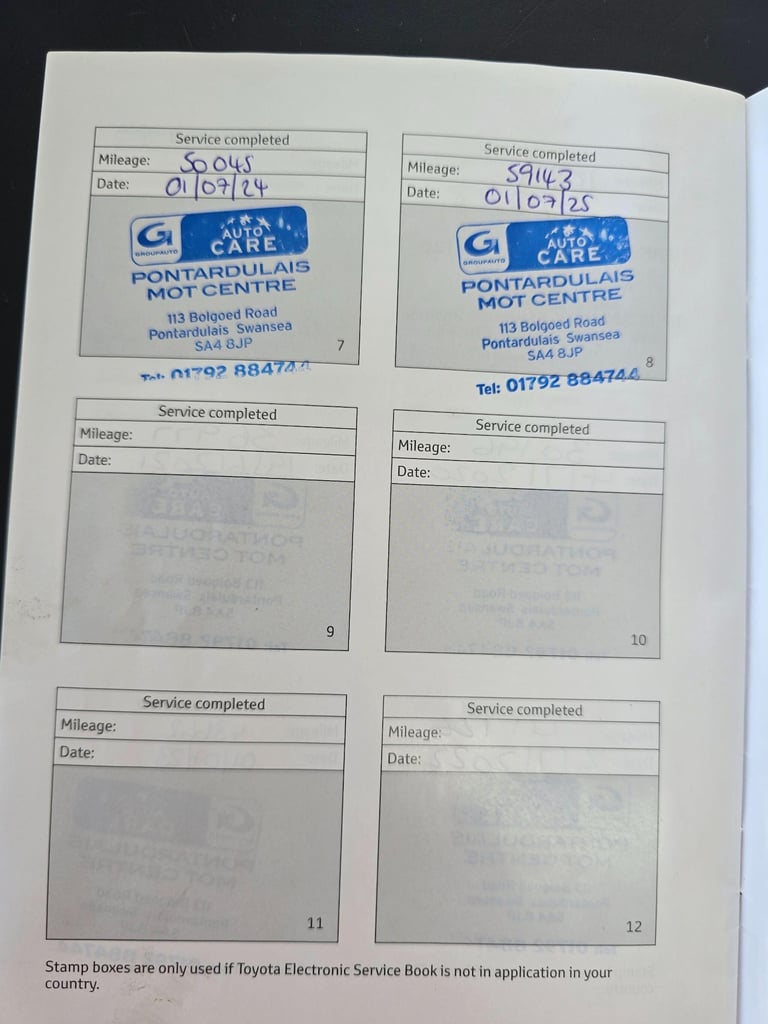 Service completed
Mileage: 50045
Date: 01/07/24
G
GROUPAUTO
AUTO
CARE
PONTARDULAIS
MOT CENTRE
113 Bolgoed Road
Pontardulais Swansea
SA4 8JP
7
Tel: 01792 884744
Service completed
Mileage: 59143
Date: 01/07/25
G
GROUPAUTO
AUTO
CARE
PONTARDULAIS
MOT CENTRE
113 Bolgoed Road
Pontardulais Swansea
SA4 8JP
8
Tel: 01792 884744
Service completed
Mileage:
Date:
9
Service completed
Mileage:
Date:
10
Service completed
Mileage:
Date:
11
Service completed
Mileage:
Date:
12
Stamp boxes are only used if Toyota Electronic Service Book is not in application in your
country.